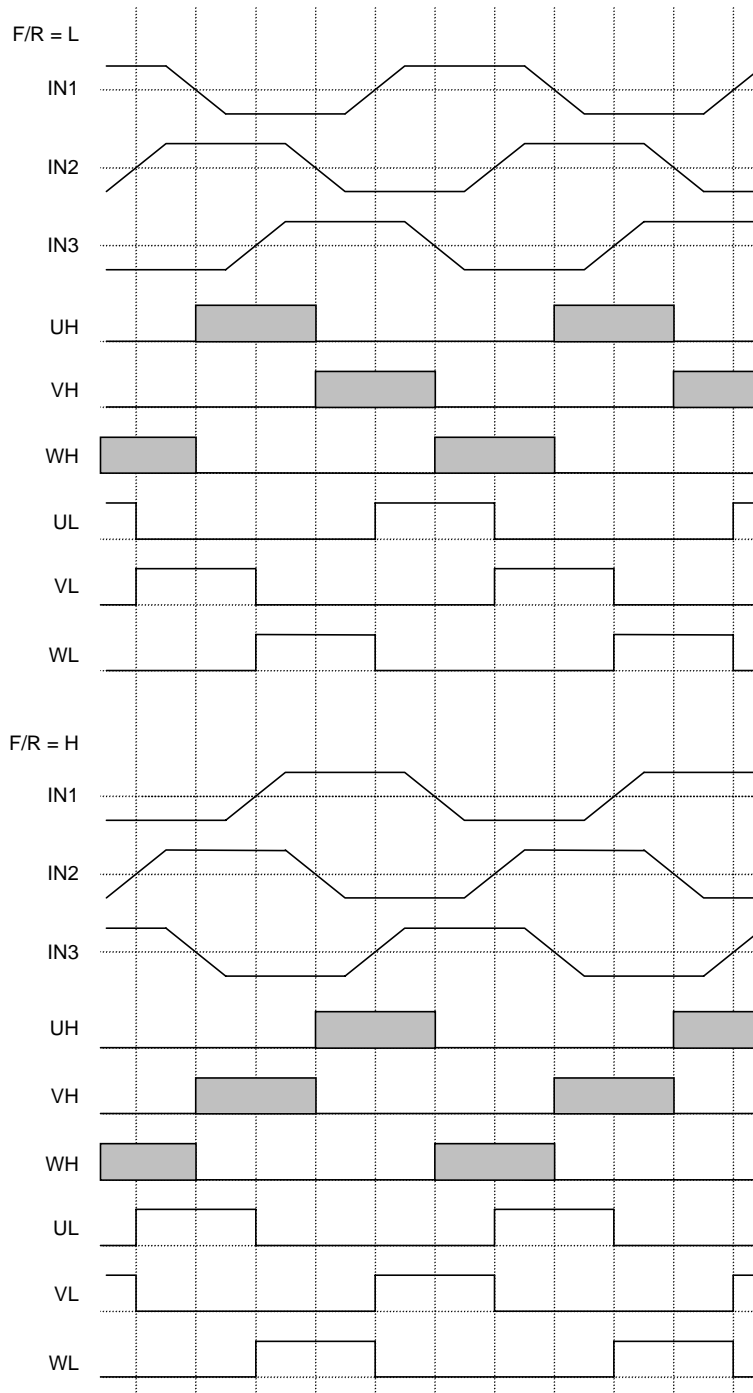 F/R = L
IN1
IN2
IN3
UH
VH
WH
UL
VL
WL
F/R = H
IN1
IN2
IN3
UH
VH
WH
UL
VL
WL